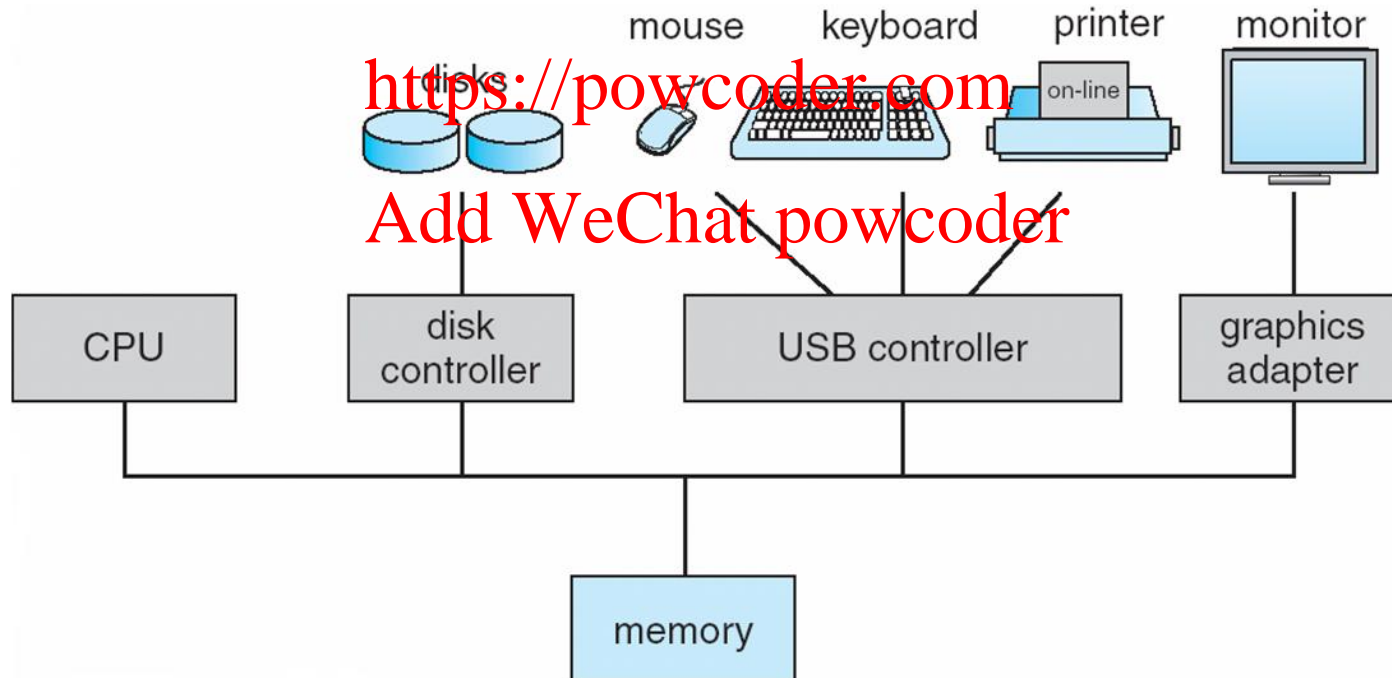 mouse keyboard printer monitor
disks
https://powcoder.com
on-line
Add WeChat powcoder
CPU
disk
controller
USB controller
graphics
adapter
memory